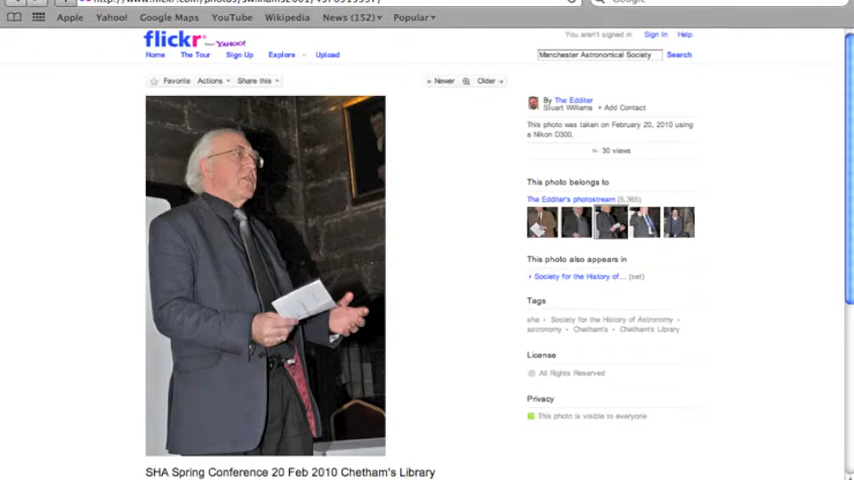 Apple Yahoo! Google Maps YouTube Wikipedia News (152) Popular
flickr from YAHOO!
You aren't signed in Sign In Help
Home The Tour Sign Up Explore Upload
Manchester Astronomical Society Search
Favorite Actions Share this
Newer Older
By The Edditer
Stuart Williams + Add Contact
This photo was taken on February 20, 2010 using
a Nikon D300.
30 views
This photo belongs to
The Edditer's photostream (5,365)
This photo also appears in
Society for the History of... (set)
Tags
sha • Society for the History of Astronomy •
astronomy • Chetham's • Chetham's Library
License
All Rights Reserved
Privacy
This photo is visible to everyone
SHA Spring Conference 20 Feb 2010 Chetham's Library